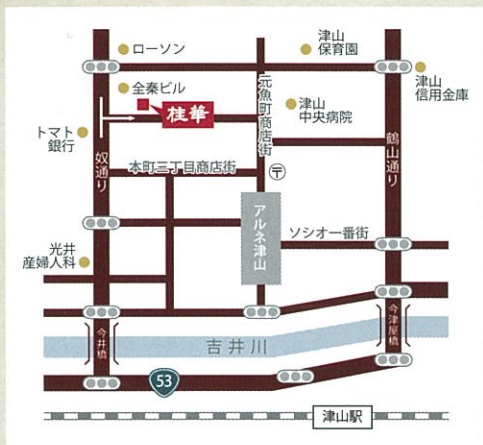 ローソン
津山
保育園
津山
信用金庫
全秦ビル
桂華
元魚町商店街
津山
中央病院
トマト
銀行
奴通り
鶴山通り
本町三丁目商店街
〒
アルネ津山
ソシオ一番街
光井
産婦人科
今井橋
今津屋橋
吉井川
53
津山駅